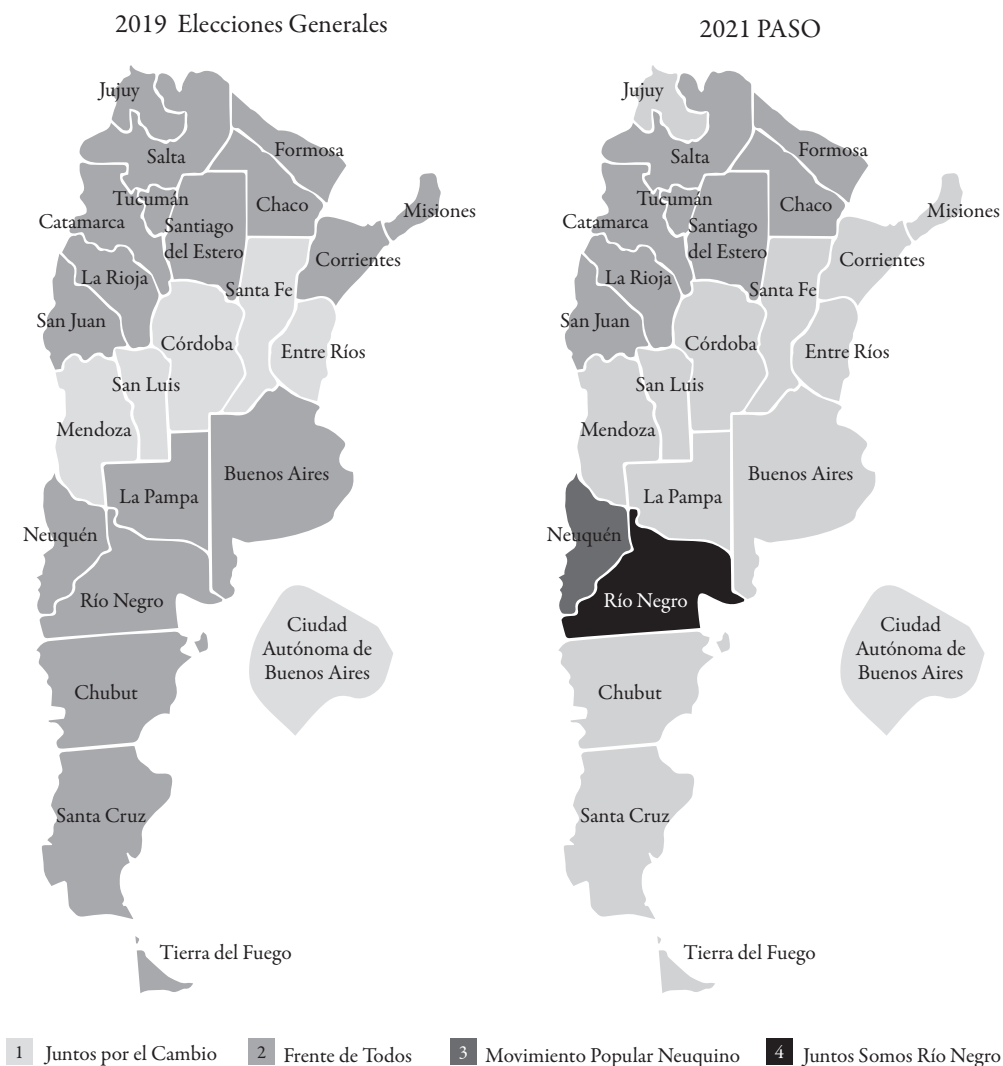 2019 Elecciones Generales
Jujuy
Salta
Formosa
Tucumán
Chaco
Misiones
Catamarca
Santiago
del Estero
Corrientes
La Rioja
Santa Fe
San Juan
Córdoba
Entre Ríos
San Luis
Mendoza
Buenos Aires
La Pampa
Neuquén
Río Negro
Ciudad
Autónoma de
Buenos Aires
Chubut
Santa Cruz
Tierra del Fuego
2021 PASO
Jujuy
Salta
Formosa
Tucumán
Chaco
Misiones
Catamarca
Santiago
del Estero
Corrientes
La Rioja
Santa Fe
San Juan
Córdoba
Entre Ríos
San Luis
Mendoza
Buenos Aires
La Pampa
Neuquén
Río Negro
Ciudad
Autónoma de
Buenos Aires
Chubut
Santa Cruz
Tierra del Fuego
1 Juntos por el Cambio 2 Frente de Todos 3 Movimiento Popular Neuquino 4 Juntos Somos Río Negro